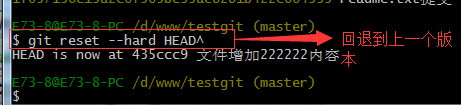 E73-8@E73-8-PC /d/www/testgit (master)
$ git reset --hard HEAD^
回退到上一个版本
HEAD is now at 435ccc9 文件增加222222内容
E73-8@E73-8-PC /d/www/testgit (master)
$